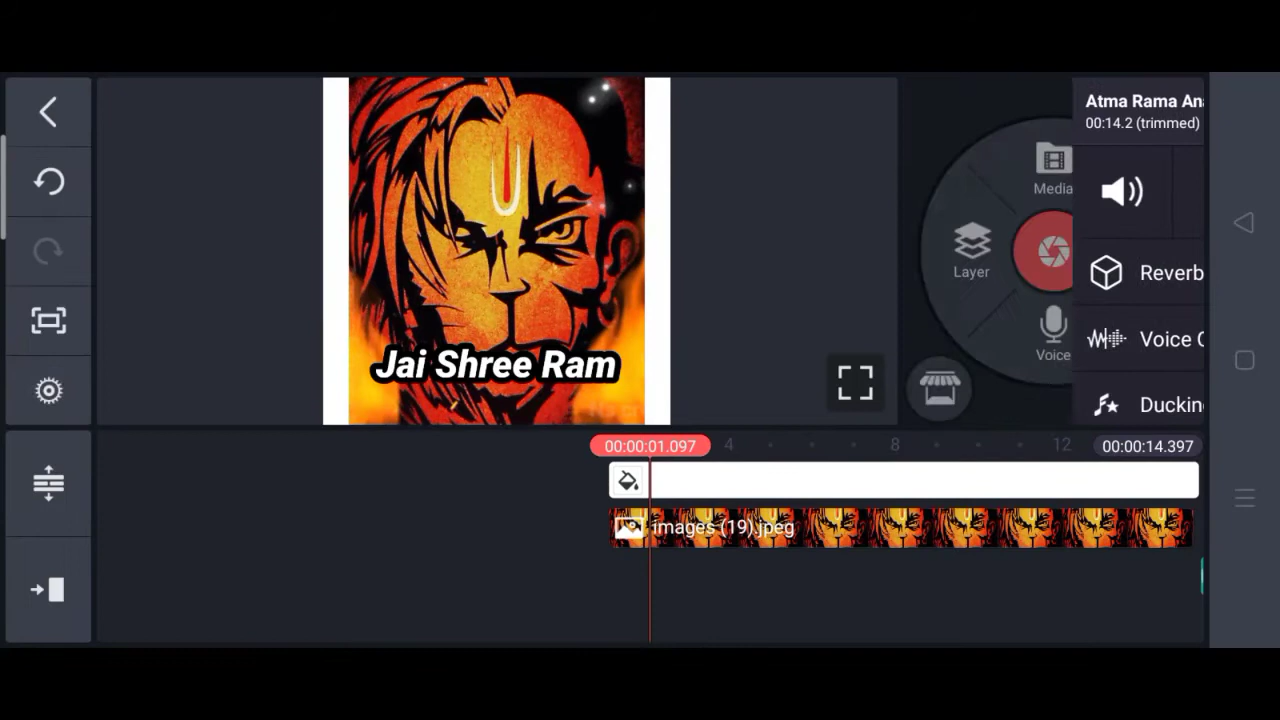 Atma Rama An
00:14.2 (trimmed)
Media
Layer
Reverb
Voice
Voice C
Duckin
Jai Shree Ram
00:00:01.097
4
8
12
00:00:14.397
images (19).jpeg